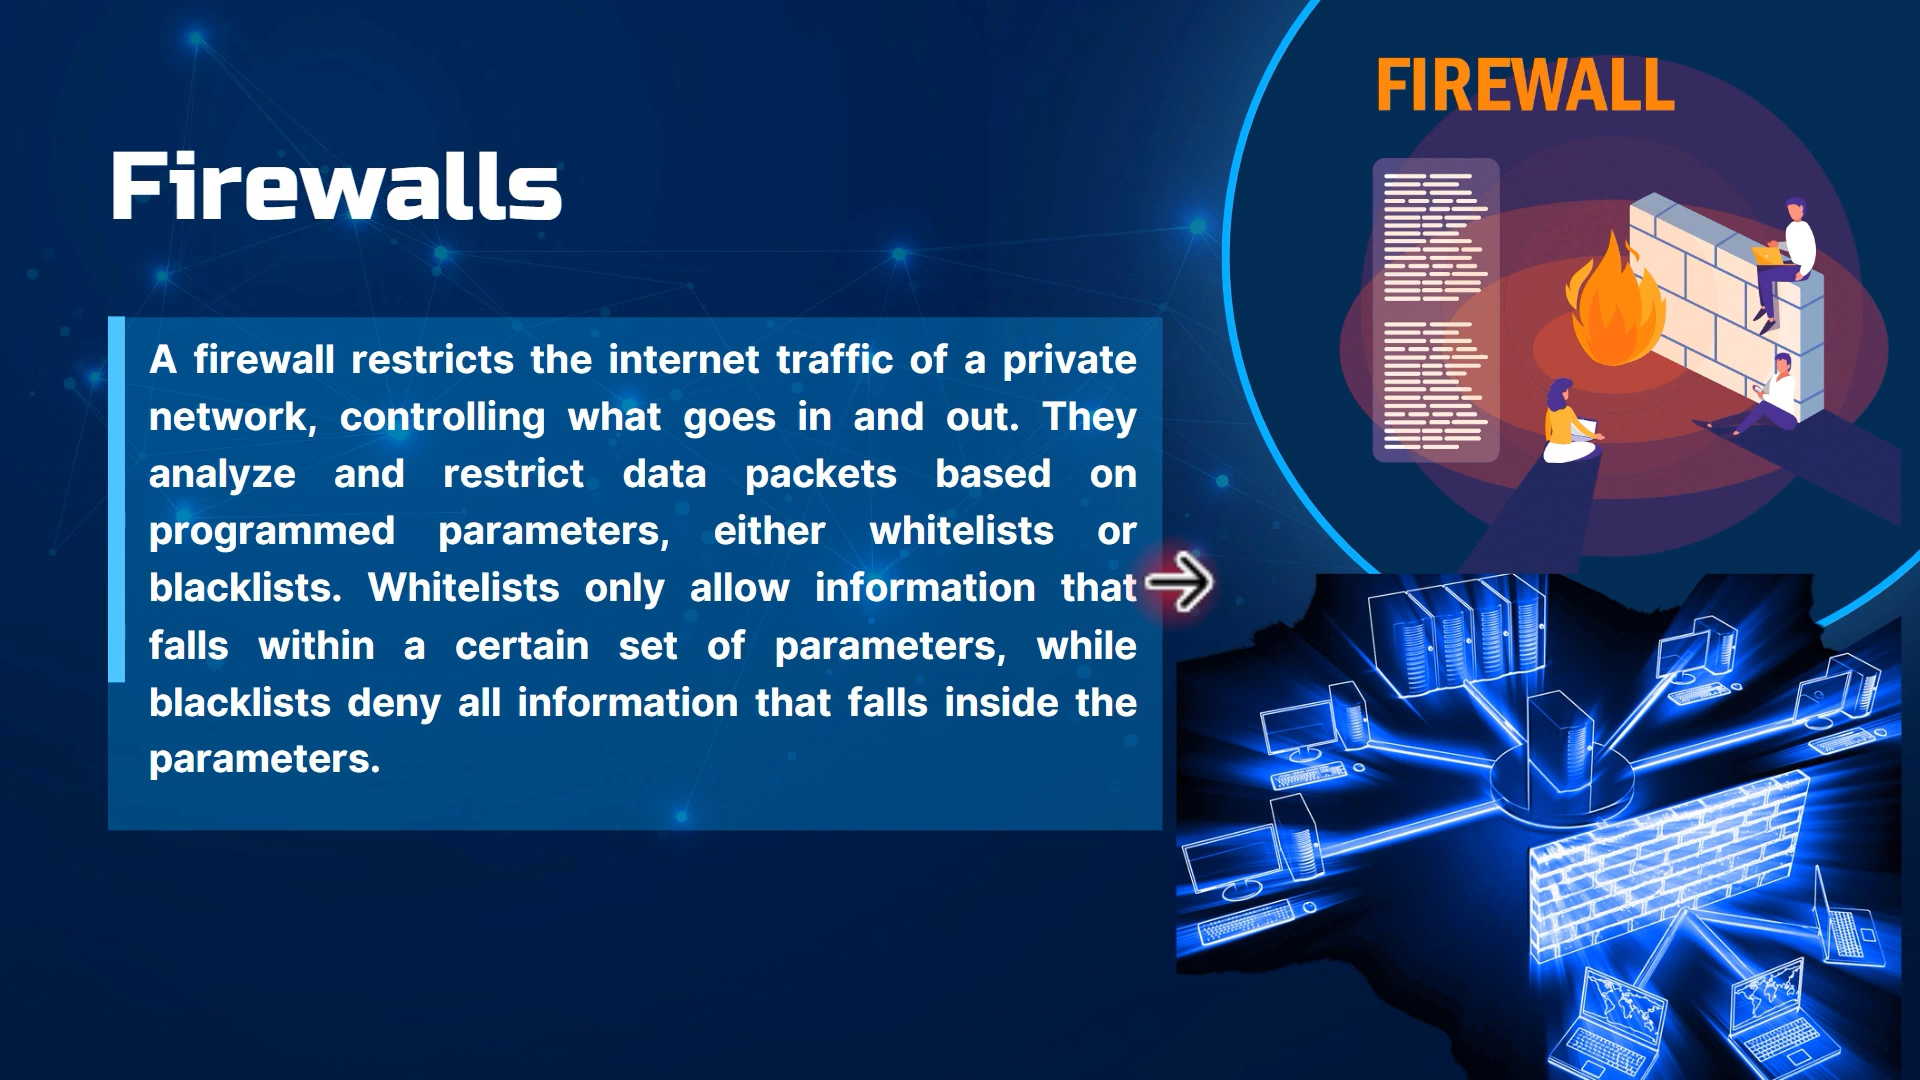 FIREWALL
Firewalls
A firewall restricts the internet traffic of a private
network, controlling what goes in and out. They
analyze and restrict data packets based on
programmed parameters, either whitelists or
blacklists. Whitelists only allow information that
falls within a certain set of parameters, while
blacklists deny all information that falls inside the
parameters.